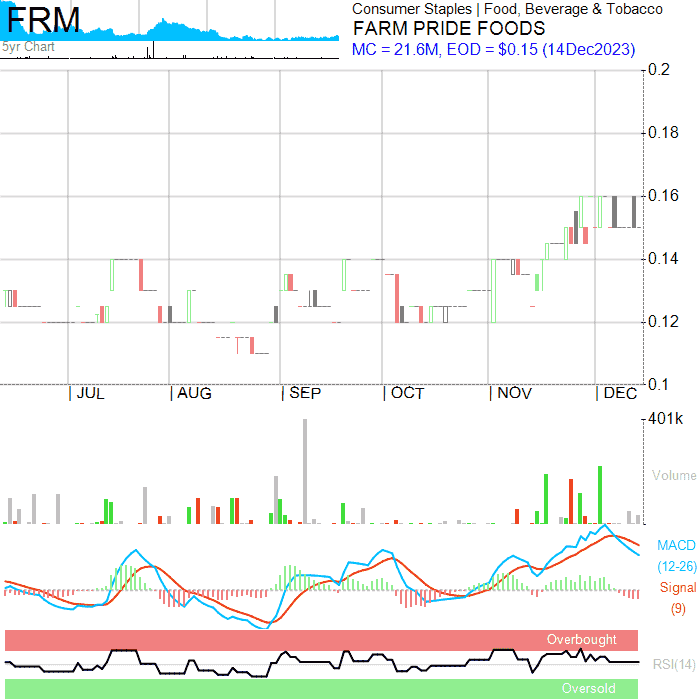 FRM
5yr Chart
Consumer Staples | Food, Beverage & Tobacco
FARM PRIDE FOODS
MC = 21.6M, EOD = $0.15 (14Dec2023)
0.2
0.18
0.16
0.14
0.12
0.1
JUL AUG SEP OCT NOV DEC
401k
Volume
MACD
(12-26)
Signal
(9)
Overbought
RSI(14)
Oversold